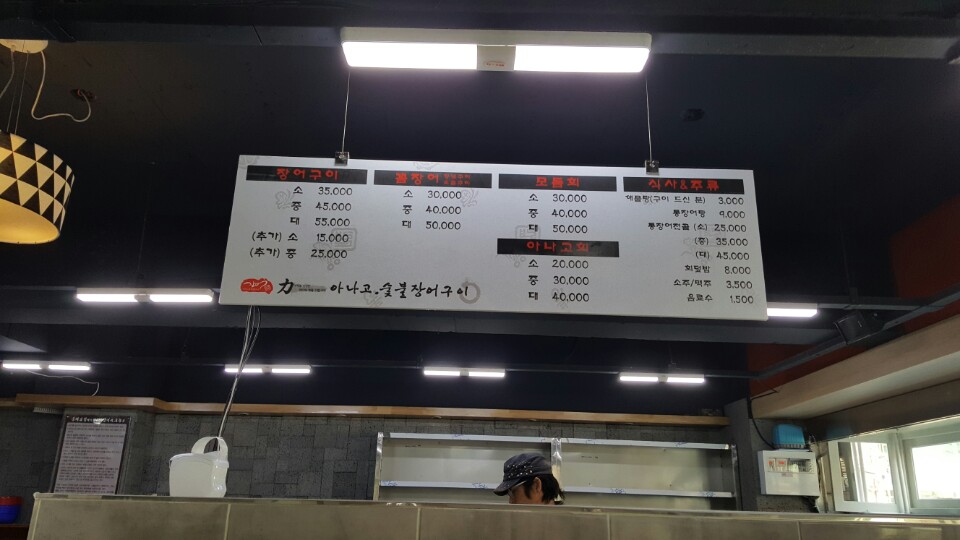 장어구이
소 35,000
중 45,000
대 55,000
(추가) 소 15,000
(추가) 중 25,000
꼼장어
소 30,000
중 40,000
대 50,000
모듬회
소 30,000
중 40,000
대 50,000
아나고회
소 20,000
중 30,000
대 40,000
식사&주류
해물탕(구이 드신 분) 3,000
통장어탕 9,000
통장어전골 (소) 25,000
(중) 35,000
(대) 45,000
회덮밥 8,000
소주/맥주 3,500
음료수 1,500
力
아나고·숯불장어구이